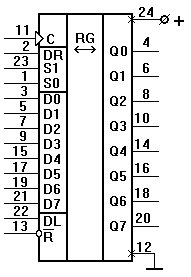 24 +
11 C RG
2 DR Q0 4
23 S1
1 S0 Q1 6
3 D0 Q2 8
5 D1
7 D2 Q3 10
9 D3 Q4 14
15 D4
17 D5 Q5 16
19 D6 Q6 18
21 D7
22 DL Q7 20
13 R 12